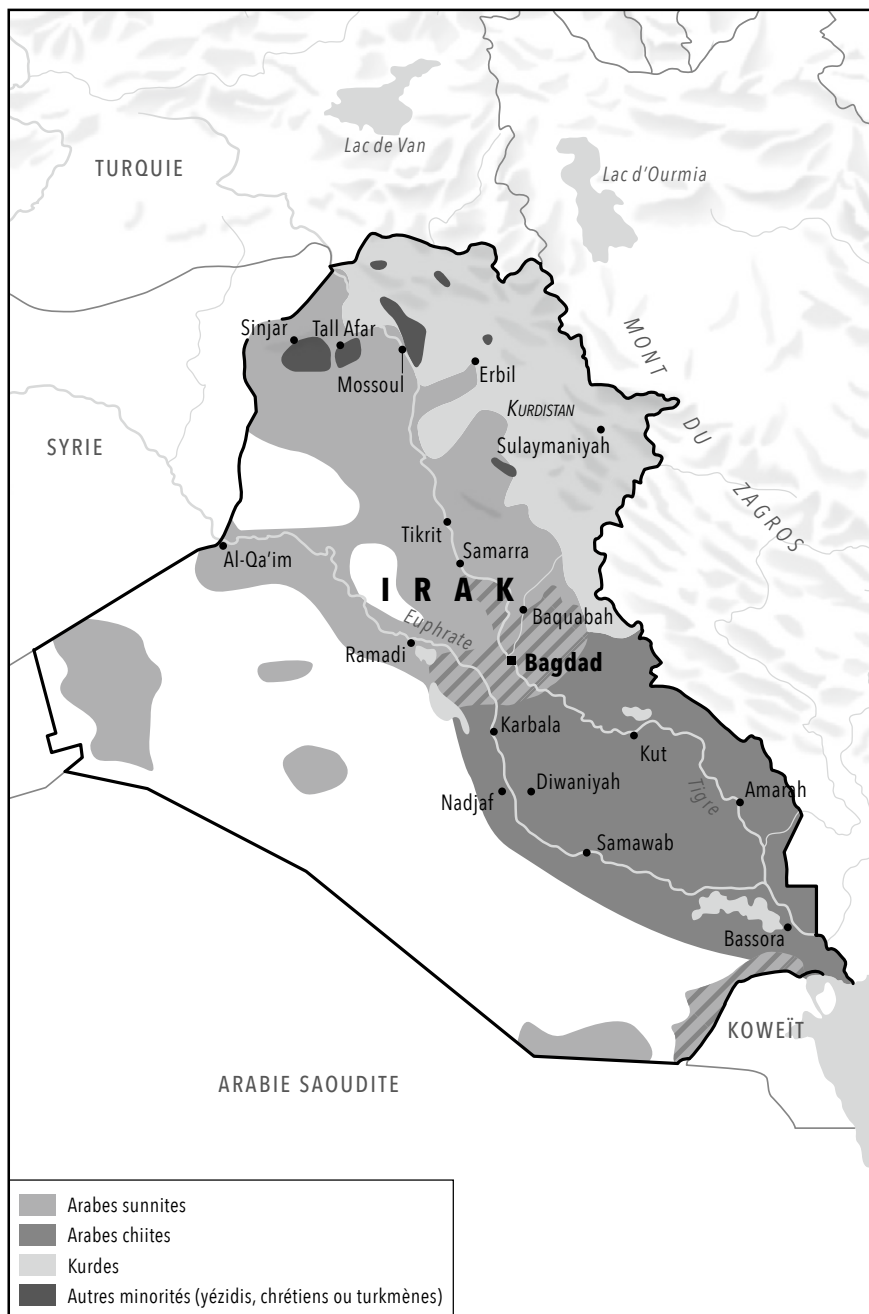 Lac de Van
TURQUIE
Lac d'Ourmia
Sinjar
Tall Afar
Mossoul
Erbil
MONT DU ZAGROS
KURDISTAN
Sulaymaniyah
SYRIE
Tikrit
Al-Qa'im
Samarra
IRAK
Baquabah
Euphrate
Ramadi
Bagdad
Karbala
Kut
Nadjaf
Diwaniyah
Tigre
Amarah
Samawab
Bassora
KOWEÏT
ARABIE SAOUDITE
Arabes sunnites
Arabes chiites
Kurdes
Autres minorités (yézidis, chrétiens ou turkmènes)